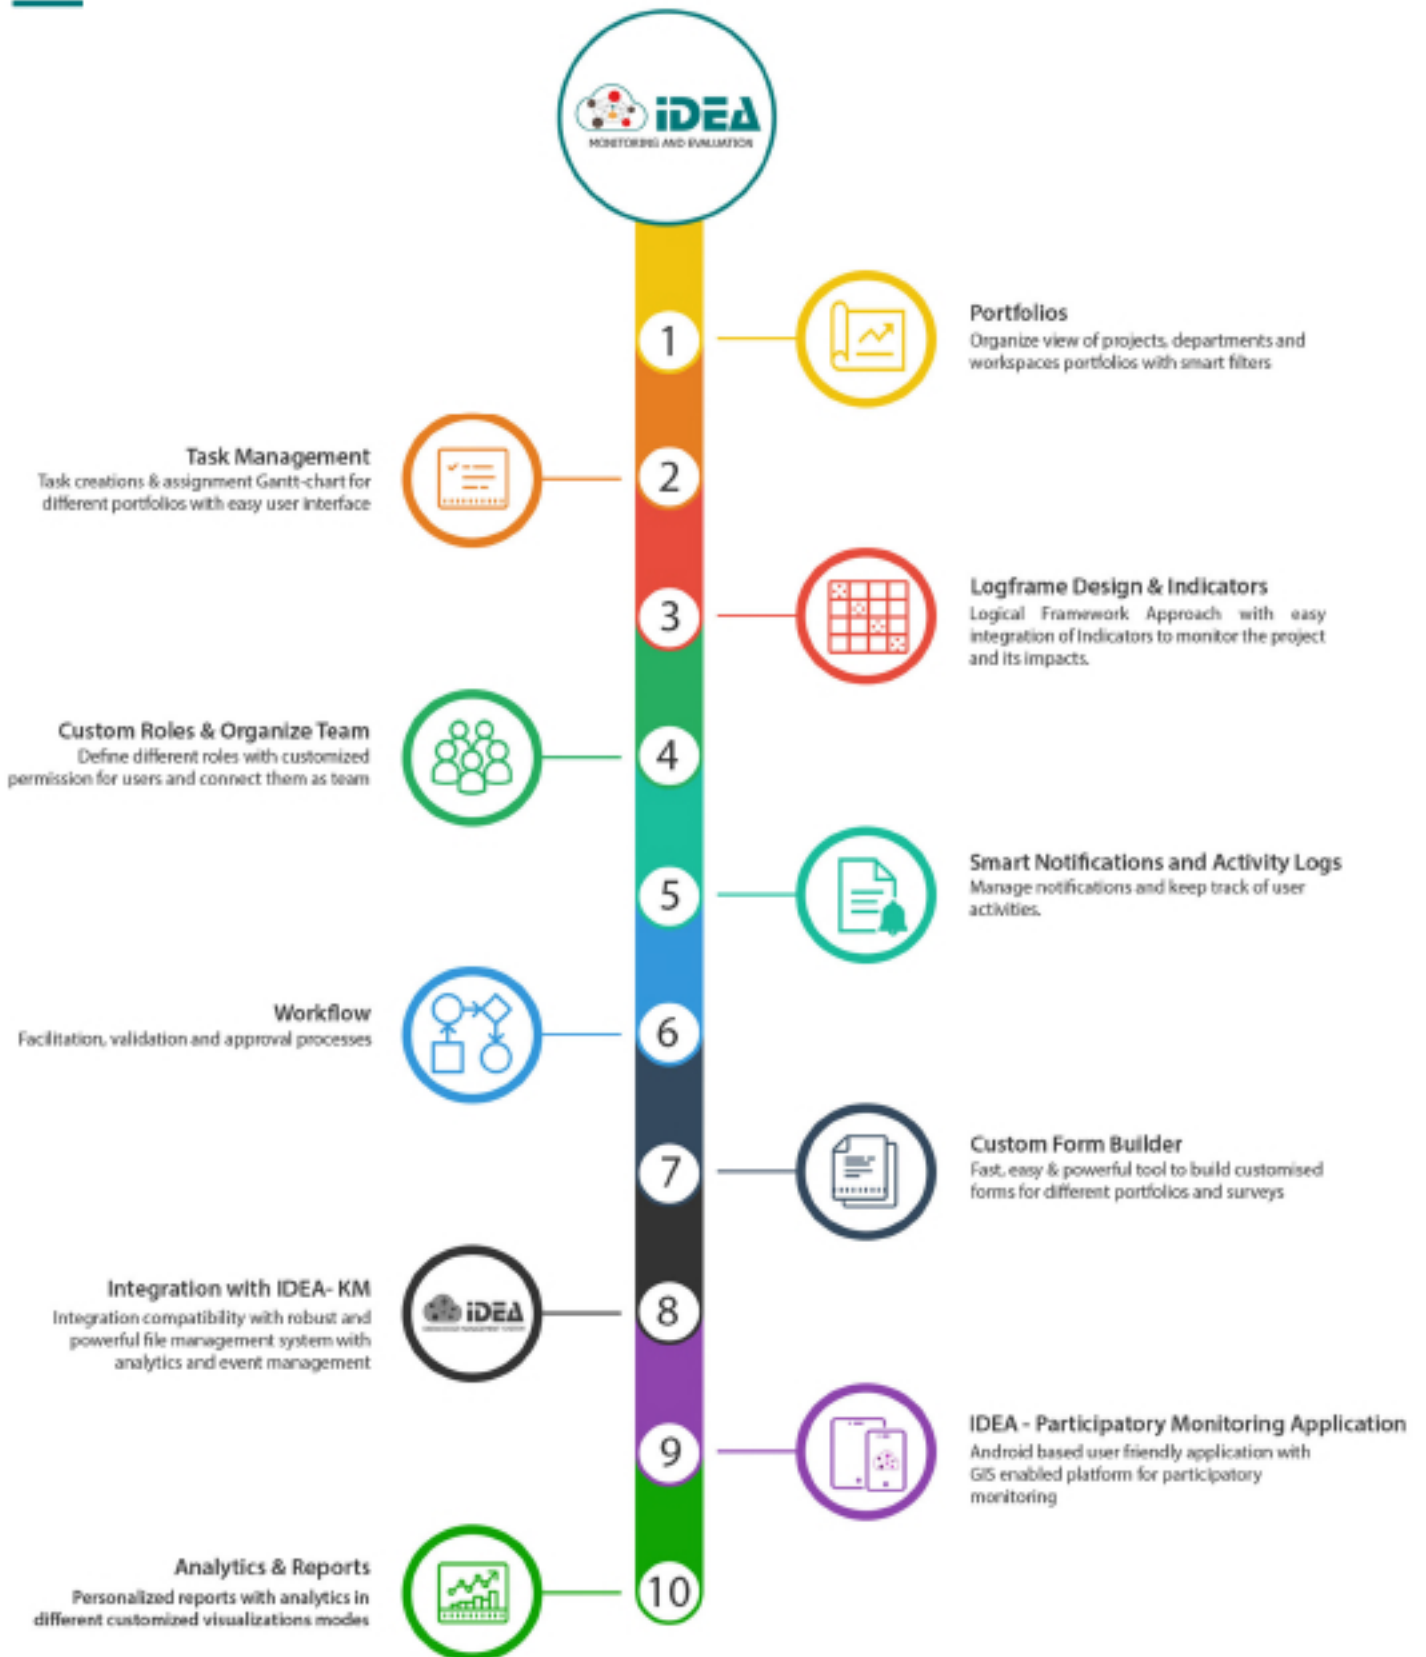 iDEA
MONITORING AND EVALUATION
1
Portfolios
Organize view of projects, departments and
workspaces portfolios with smart filters
Task Management
Task creations & assignment Gantt-chart for
different portfolios with easy user interface
2
3
Logframe Design & Indicators
Logical Framework Approach with easy
integration of Indicators to monitor the project
and its impacts.
Custom Roles & Organize Team
Define different roles with customized
permission for users and connect them as team
4
5
Smart Notifications and Activity Logs
Manage notifications and keep track of user
activities.
Workflow
Facilitation, validation and approval processes
6
7
Custom Form Builder
Fast, easy & powerful tool to build customised
forms for different portfolios and surveys
Integration with IDEA- KM
Integration compatibility with robust and
powerful file management system with
analytics and event management
iDEA
8
9
IDEA - Participatory Monitoring Application
Android based user friendly application with
GIS enabled platform for participatory
monitoring
Analytics & Reports
Personalized reports with analytics in
different customized visualizations modes
10